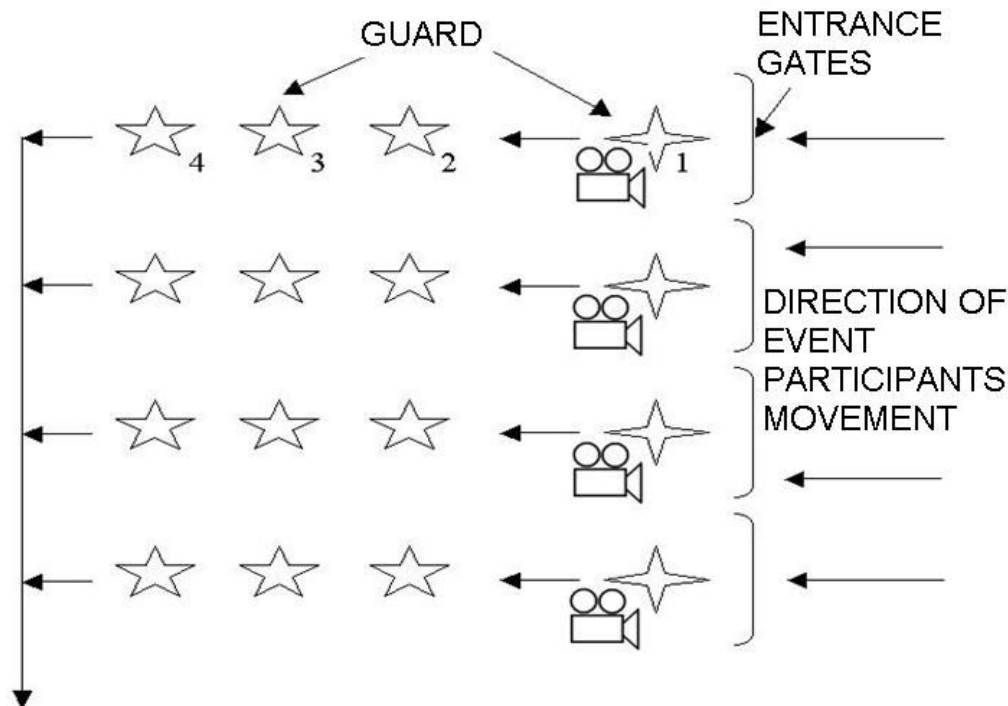 GUARD
ENTRANCE
GATES
4
3
2
1
DIRECTION OF
EVENT
PARTICIPANTS
MOVEMENT